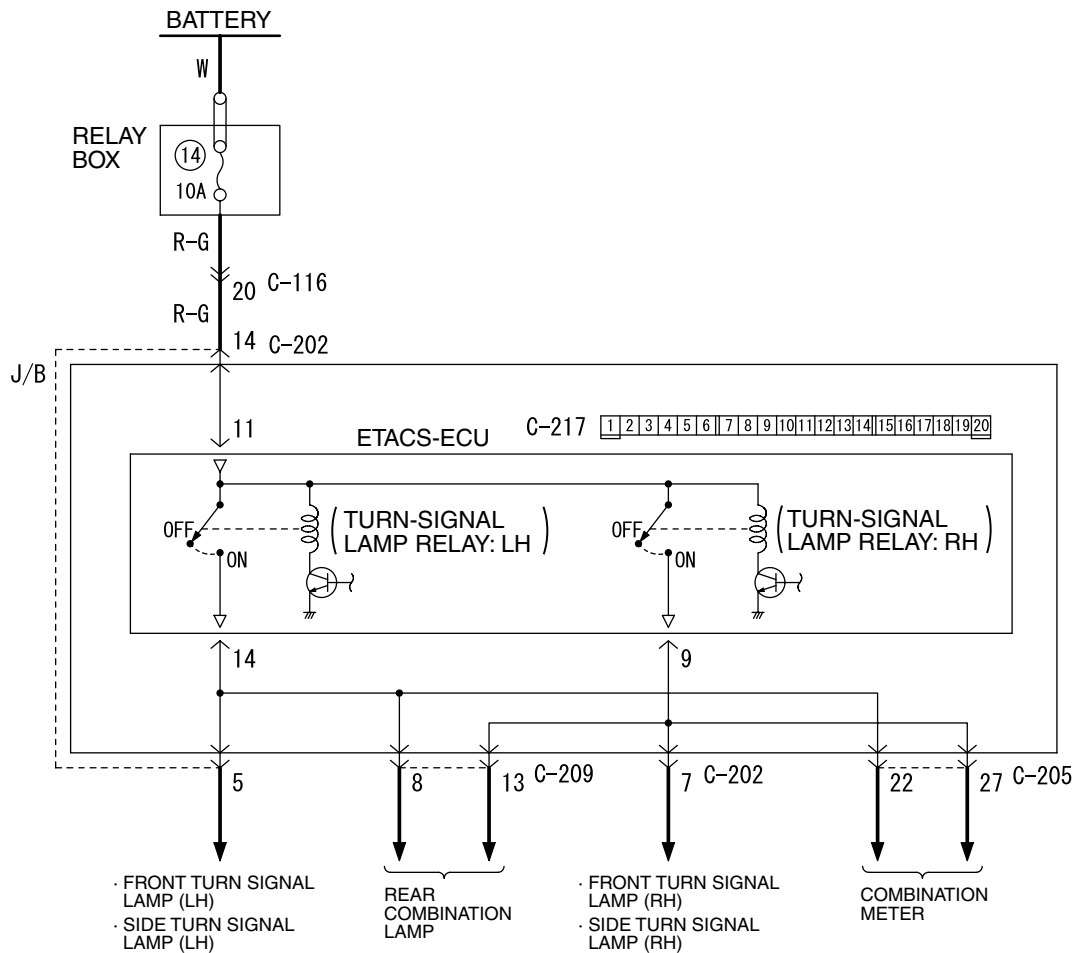 BATTERY
W
RELAY
BOX
14
10A
R-G
20 C-116
R-G
14 C-202
J/B
11
ETACS-ECU
C-217 1 2 3 4 5 6 7 8 9 10 11 12 13 14 15 16 17 18 19 20
OFF
ON
(TURN-SIGNAL
LAMP RELAY: LH)
OFF
ON
(TURN-SIGNAL
LAMP RELAY: RH)
14
9
5
8
13 C-209
7 C-202
22
27 C-205
· FRONT TURN SIGNAL
LAMP (LH)
· SIDE TURN SIGNAL
LAMP (LH)
REAR
COMBINATION
LAMP
· FRONT TURN SIGNAL
LAMP (RH)
· SIDE TURN SIGNAL
LAMP (RH)
COMBINATION
METER